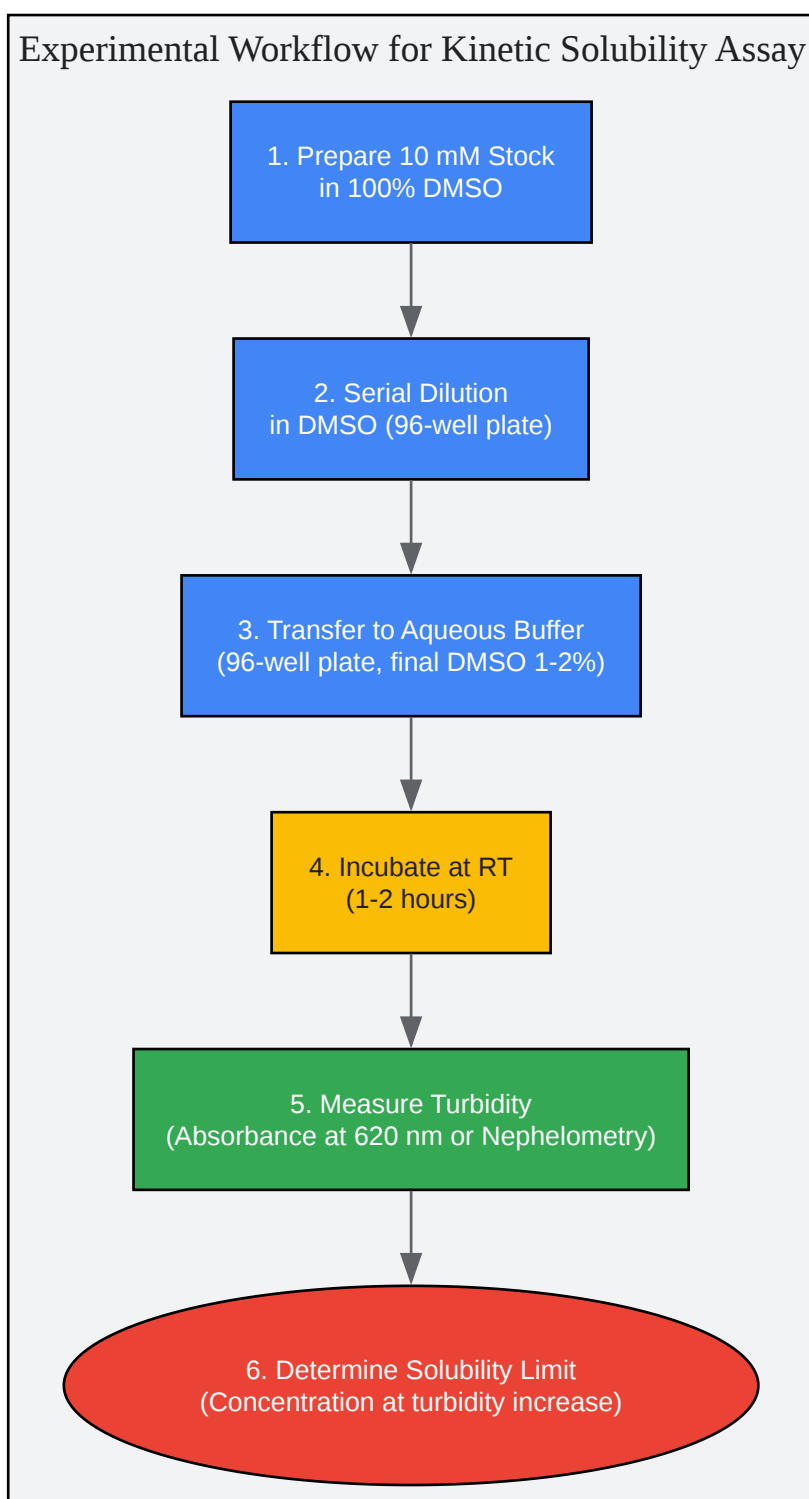 Experimental Workflow for Kinetic Solubility Assay
1. Prepare 10 mM Stock
in 100% DMSO
2. Serial Dilution
in DMSO (96-well plate)
3. Transfer to Aqueous Buffer
(96-well plate, final DMSO 1-2%)
4. Incubate at RT
(1-2 hours)
5. Measure Turbidity
(Absorbance at 620 nm or Nephelometry)
6. Determine Solubility Limit
(Concentration at turbidity increase)